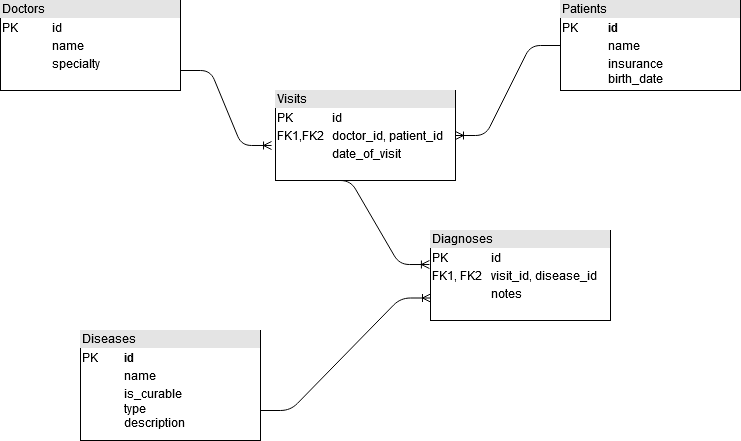 Doctors
PK id
name
specialty
Patients
PK id
name
insurance
birth_date
Visits
PK id
FK1,FK2 doctor_id, patient_id
date_of_visit
Diagnoses
PK id
FK1, FK2 visit_id, disease_id
notes
Diseases
PK id
name
is_curable
type
description